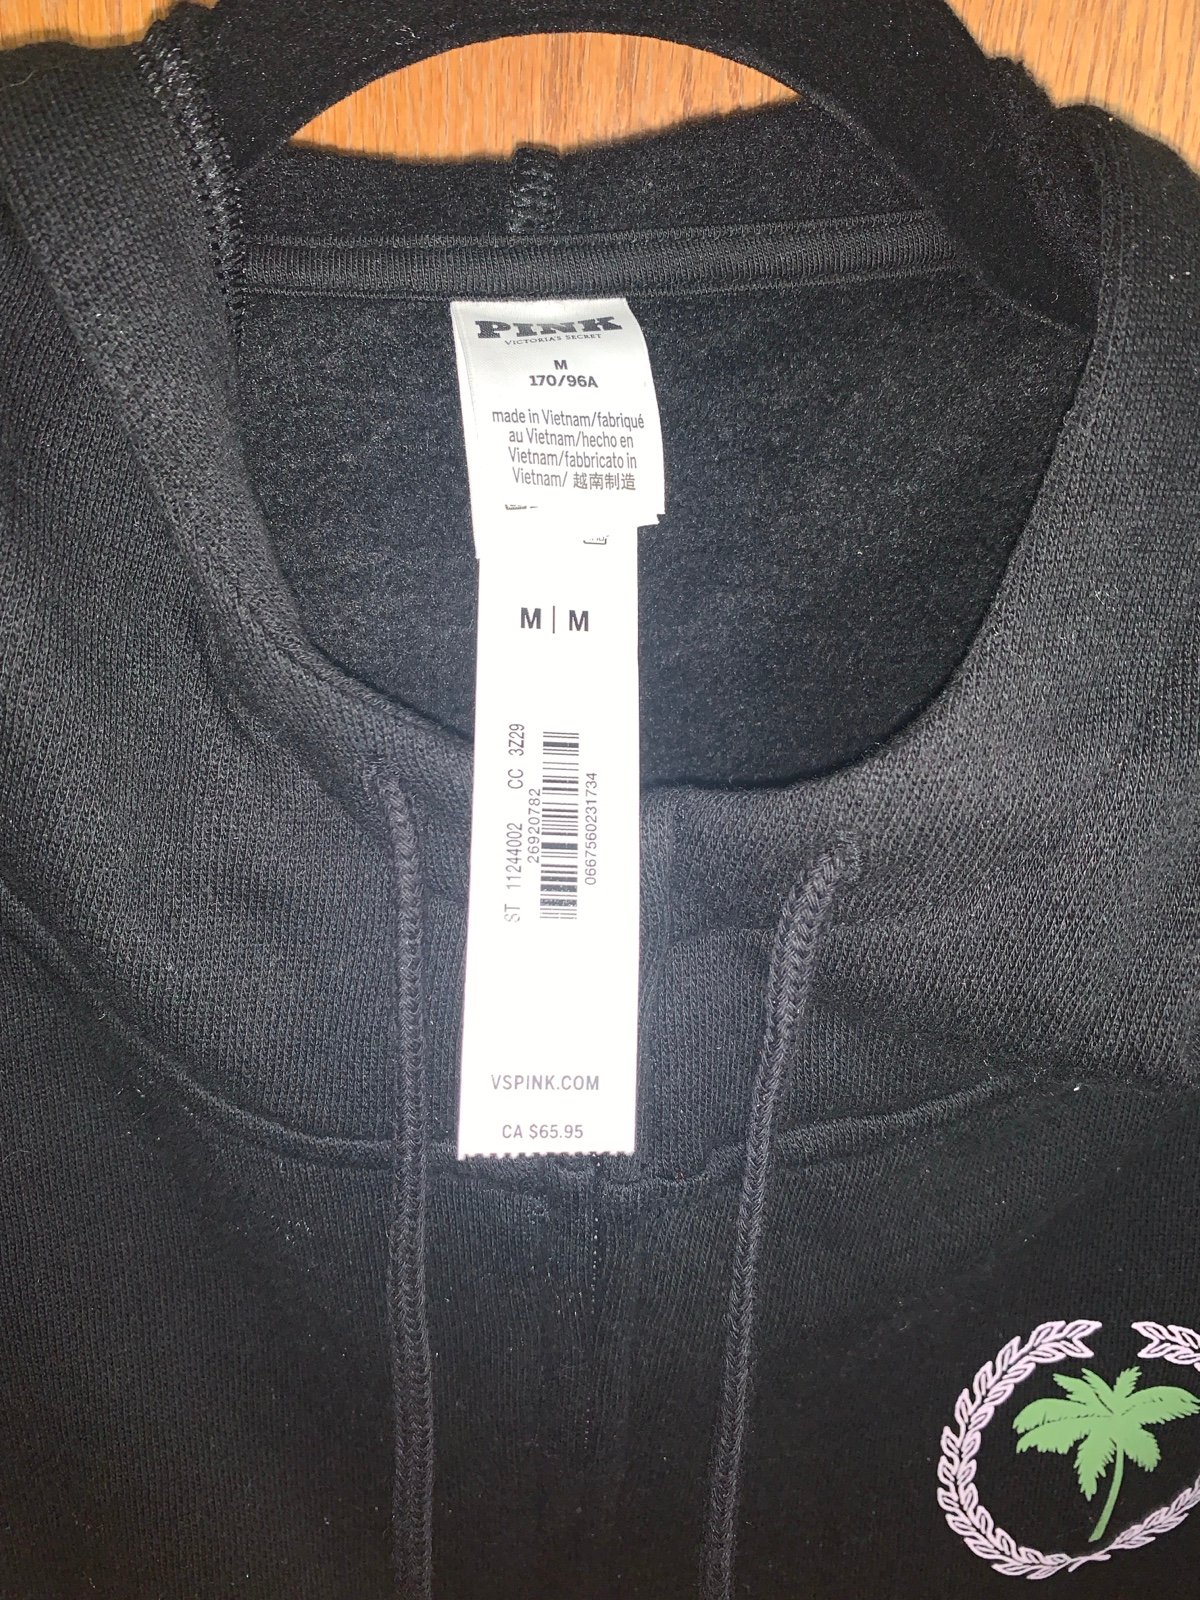 PINK
VICTORIA'S SECRET
M
170/96A
made in Vietnam/fabriqué
au Vietnam/hecho en
Vietnam/fabbricato in
Vietnam/ 越南制造
M | M
ST 11244002 CC 3Z29
26920782
0667560231734
VSPINK.COM
CA $65.95